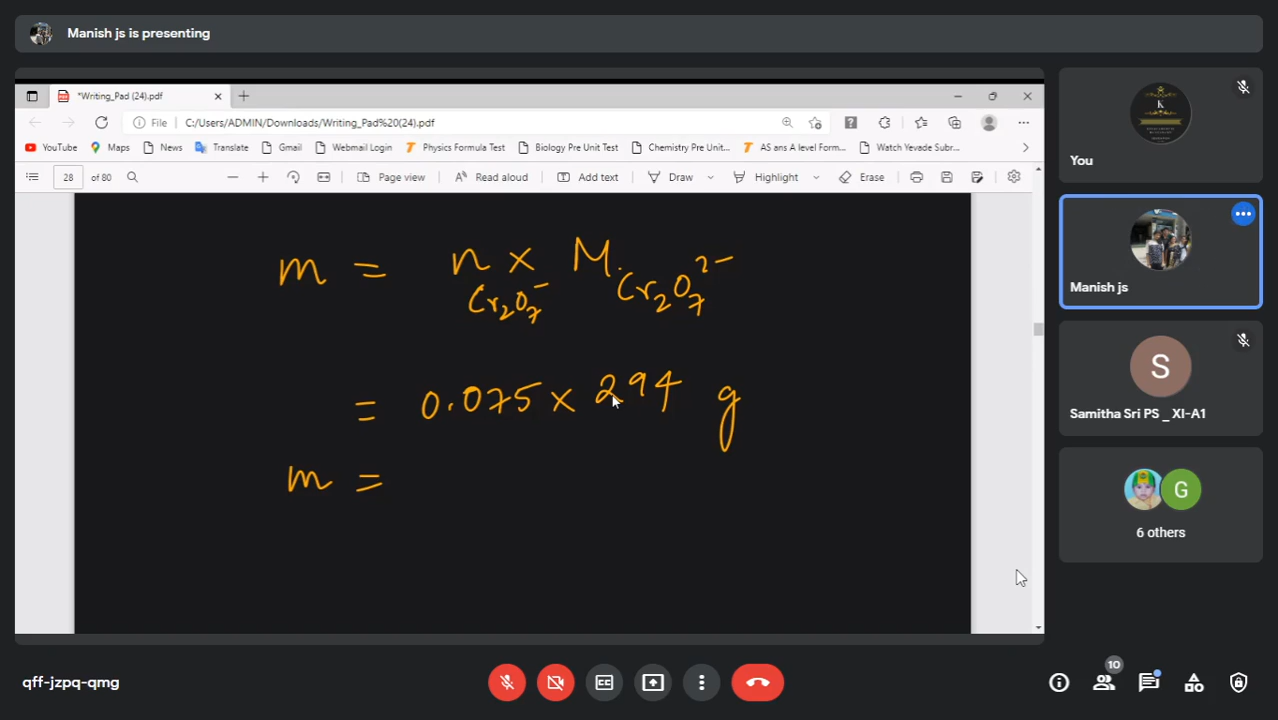 Manish js is presenting
*Writing_Pad (24).pdf
File C:/Users/ADMIN/Downloads/Writing_Pad%20(24).pdf
YouTube Maps News Translate Gmail Webmail Login Physics Formula Test Biology Pre Unit Test Chemistry Pre Unit... AS ans A level Form... Watch Yevade Subr...
28 of 80 Page view Read aloud Add text Draw Highlight Erase
m = n Cr₂O₇⁻ × M. Cr₂O₇²⁻
= 0.075 × 294 g
m =
You
Manish js
S
Samitha Sri PS _ XI-A1
G
6 others
qff-jzpq-qmg
10